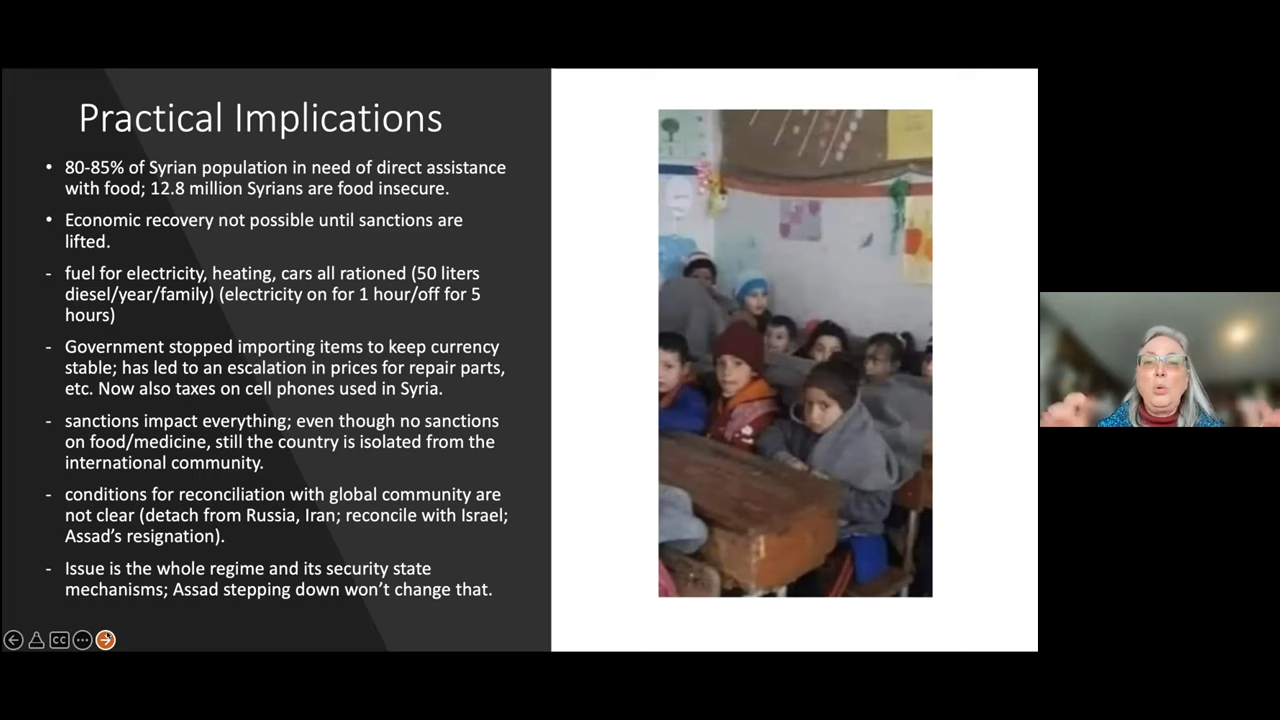 Practical Implications
• 80-85% of Syrian population in need of direct assistance
with food; 12.8 million Syrians are food insecure.
• Economic recovery not possible until sanctions are
lifted.
- fuel for electricity, heating, cars all rationed (50 liters
diesel/year/family) (electricity on for 1 hour/off for 5
hours)
- Government stopped importing items to keep currency
stable; has led to an escalation in prices for repair parts,
etc. Now also taxes on cell phones used in Syria.
- sanctions impact everything; even though no sanctions
on food/medicine, still the country is isolated from the
international community.
- conditions for reconciliation with global community are
not clear (detach from Russia, Iran; reconcile with Israel;
Assad’s resignation).
- Issue is the whole regime and its security state
mechanisms; Assad stepping down won’t change that.
CC